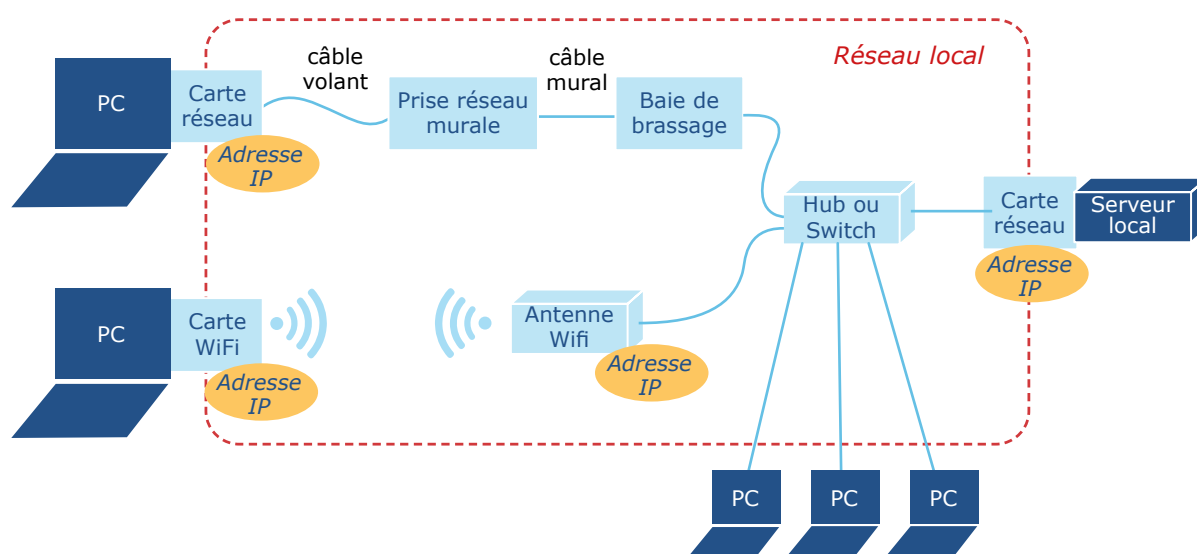 Réseau local
câble
volant
câble
mural
PC
Carte
réseau
Prise réseau
murale
Baie de
brassage
Adresse
IP
Hub ou
Switch
Carte
réseau
Serveur
local
Adresse
IP
PC
Carte
WiFi
Antenne
Wifi
Adresse
IP
Adresse
IP
PC
PC
PC